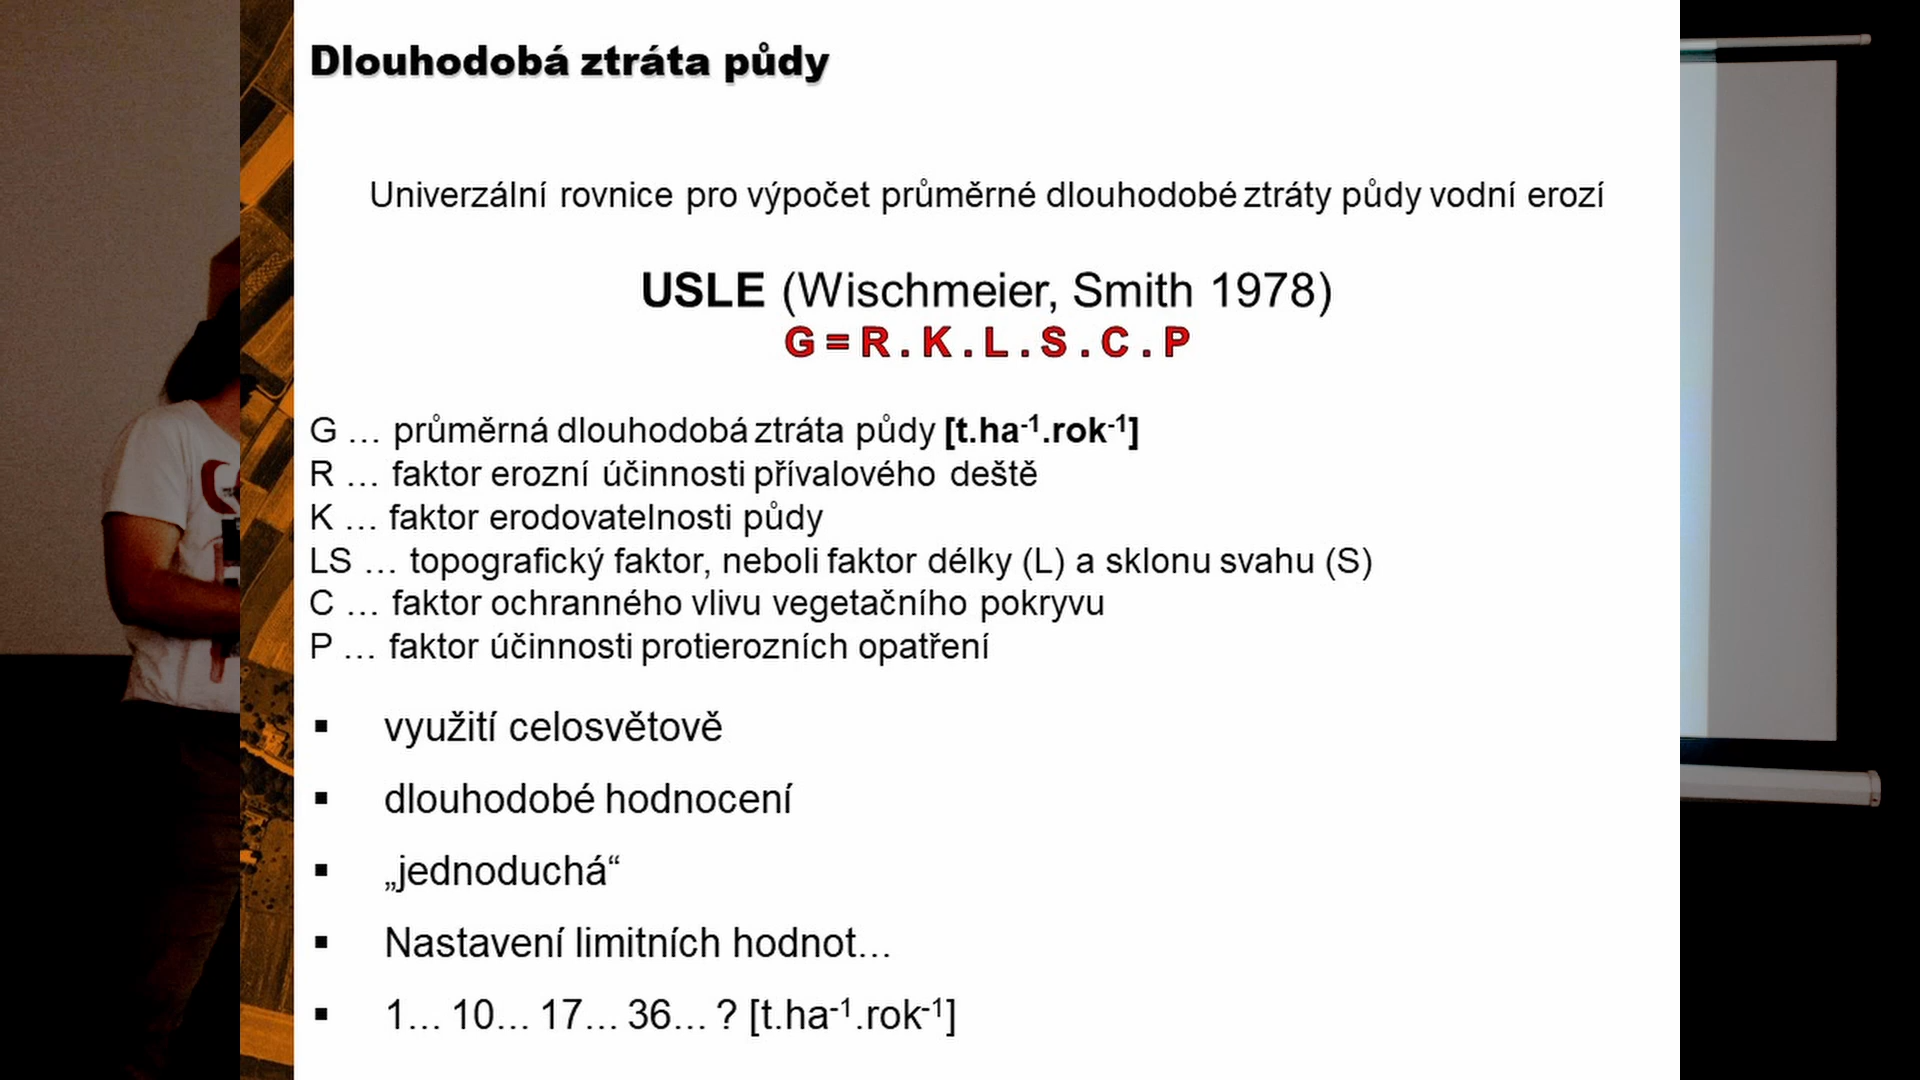 Dlouhodobá ztráta půdy
Univerzální rovnice pro výpočet průměrné dlouhodobé ztráty půdy vodní erozí
USLE (Wischmeier, Smith 1978)
G = R . K . L . S . C . P
G … průměrná dlouhodobá ztráta půdy [t.ha⁻¹.rok⁻¹]
R … faktor erozní účinnosti přívalového deště
K … faktor erodovatelnosti půdy
LS … topografický faktor, neboli faktor délky (L) a sklonu svahu (S)
C … faktor ochranného vlivu vegetačního pokryvu
P … faktor účinnosti protierozních opatření
▪ využití celosvětově
▪ dlouhodobé hodnocení
▪ „jednoduchá“
▪ Nastavení limitních hodnot…
▪ 1… 10… 17… 36… ? [t.ha⁻¹.rok⁻¹]